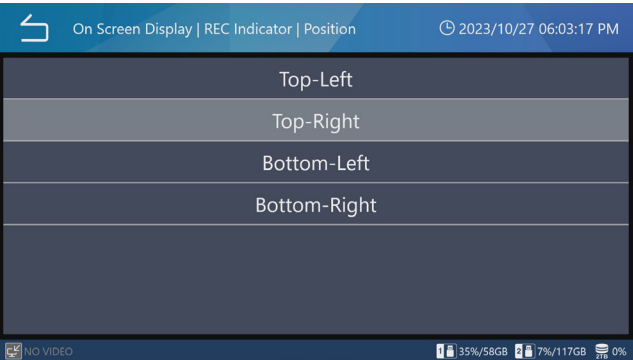 On Screen Display | REC Indicator | Position 2023/10/27 06:03:17 PM
Top-Left
Top-Right
Bottom-Left
Bottom-Right
NO VIDEO 1 35%/58GB 2 7%/117GB 2TB 0%